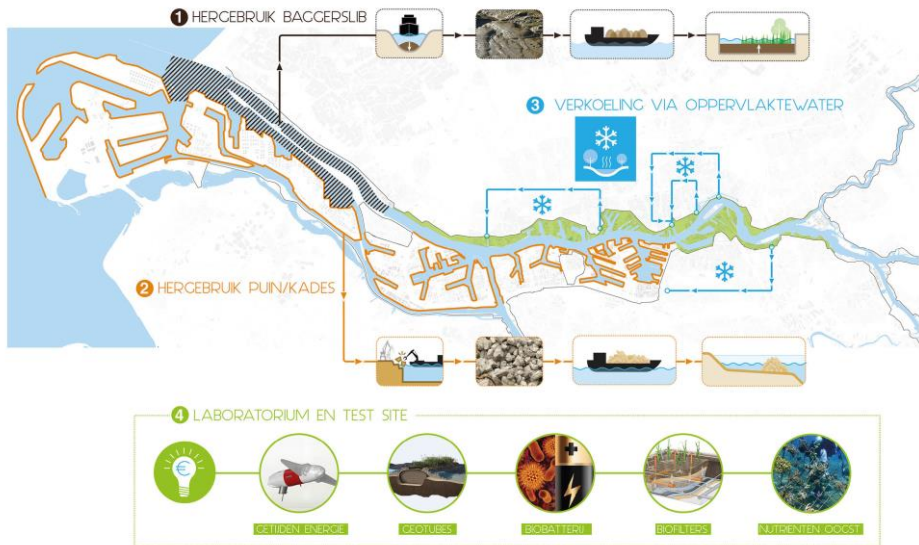 1 HERGEBRUIK BAGGERSLIB
3 VERKOELING VIA OPPERVLAKTEWATER
2 HERGEBRUIK PUIN/KADES
4 LABORATORIUM EN TEST SITE
GETIJDEN ENERGIE
GEOTUBES
BIOBATTERIJ
BIOFILTERS
NUTRIENTEN OOGST